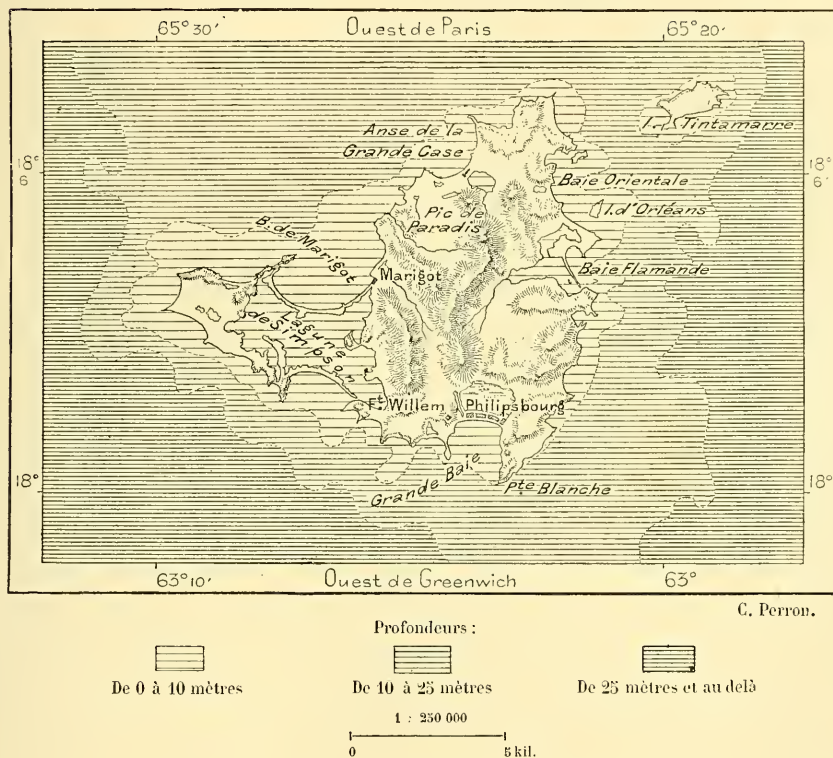 65°30'
Ouest de Paris
65°20'
Anse de la
Grande Case
I. Tintamarre
18°
6'
18°
6'
Baie Orientale
I. d'Orléans
Pic de
Paradis
B. de Marigot
Marigot
Baie Flamande
Lagune
de Simpson
Ft. Willem
Philipsbourg
18°
18°
Grande Baie
Pte Blanche
63°10'
Ouest de Greenwich
63°
C. Perron.
Profondeurs :
De 0 à 10 mètres
De 10 à 25 mètres
De 25 mètres et au delà
1 : 250 000
0
5 kil.